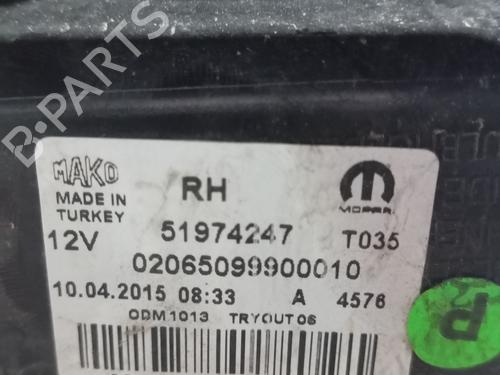 B-PARTS
MAKO
RH
MOPAR
MADE IN
TURKEY
12V
51974247
T035
02065099900010
10.04.2015 08:33 A 4576
ODM1013 TRYOUT06
P